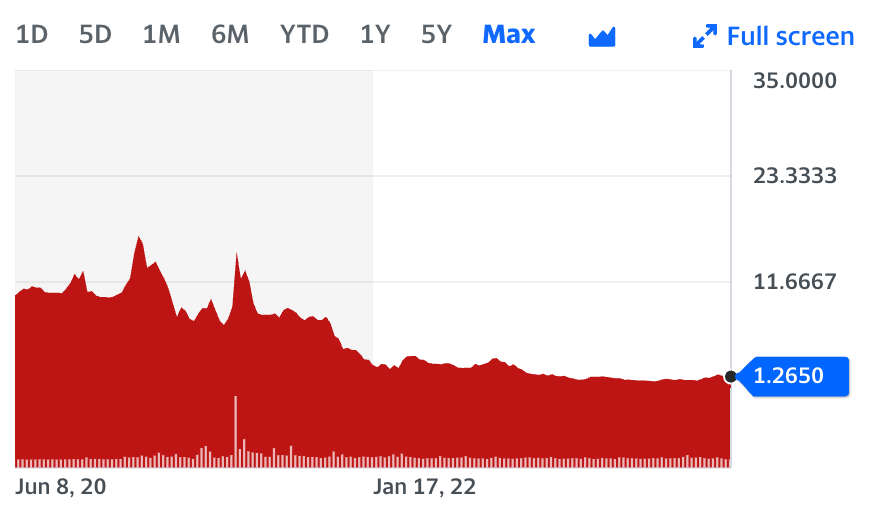 1D 5D 1M 6M YTD 1Y 5Y Max Full screen
35.0000
23.3333
11.6667
1.2650
Jun 8, 20 Jan 17, 22